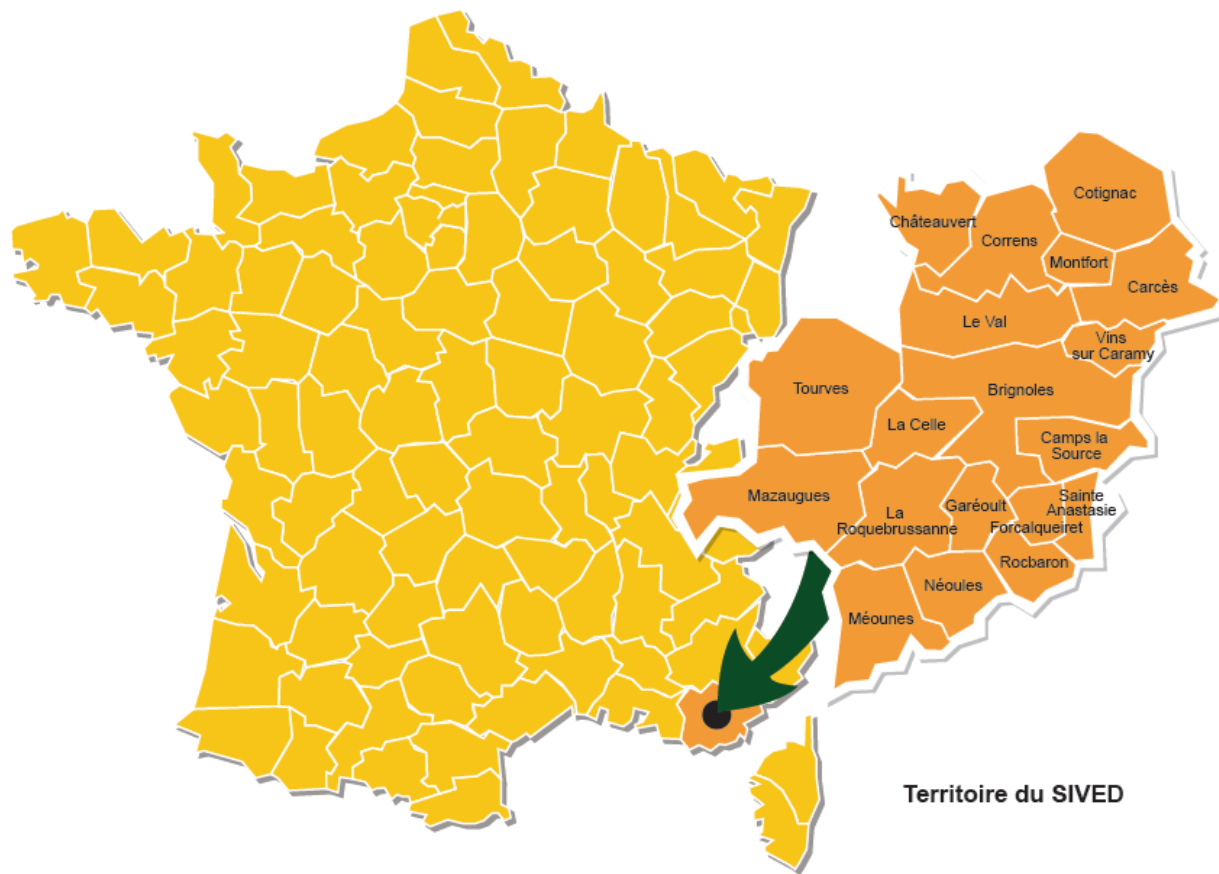 Cotignac
Châteauvert
Correns
Montfort
Carcès
Le Val
Vins
sur Caramy
Tourves
Brignoles
La Celle
Camps la
Source
Mazaugues
La
Roquebrussanne
Garéoult
Forcalqueiret
Sainte
Anastasie
Rocbaron
Néoules
Méounes
Territoire du SIVED